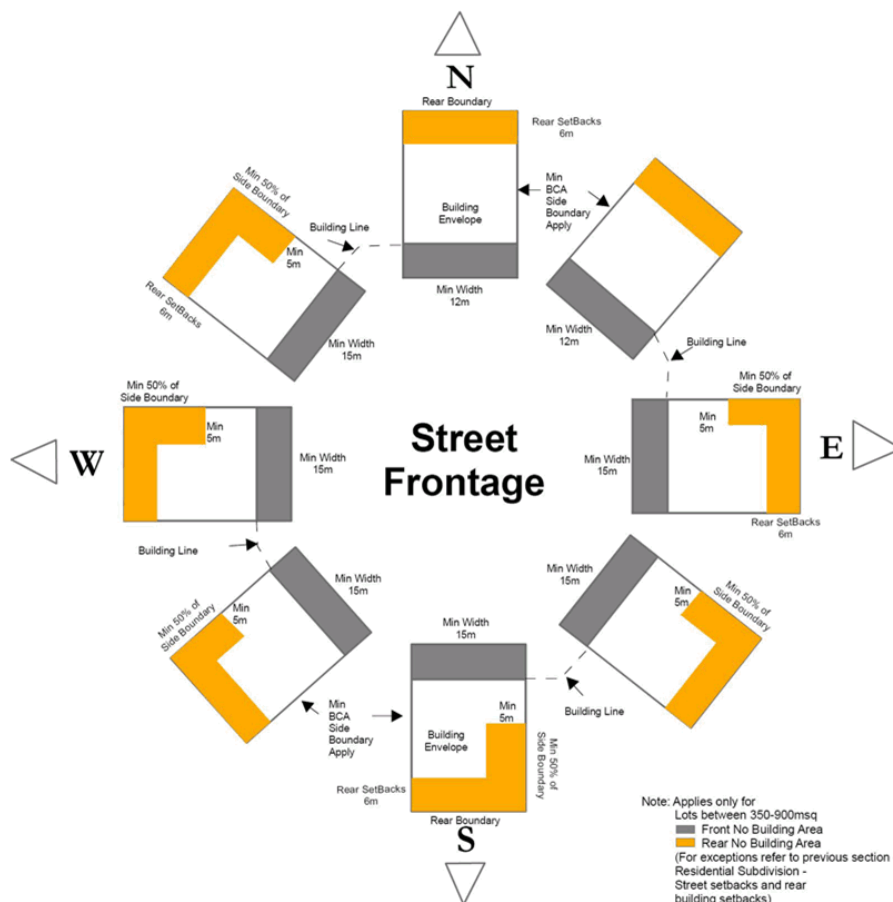 N
Rear Boundary
Rear SetBacks
6m
Min 50% of
Side Boundary
Min
BCA
Side
Boundary
Apply
Building
Envelope
Building Line
Min
5m
Rear SetBacks
6m
Min Width
12m
Min Width
15m
Min Width
12m
Building Line
Min 50% of
Side Boundary
Min 50% of
Side Boundary
Min
5m
Min
5m
W
Min Width
15m
Street
Frontage
Min Width
15m
E
Rear SetBacks
6m
Building Line
Min Width
15m
Min Width
15m
Min 50% of
Side Boundary
Min
5m
Min 50% of
Side Boundary
Min
5m
Min Width
15m
Min
BCA
Side
Boundary
Apply
Min
5m
Building
Envelope
Building Line
Min 50% of
Side Boundary
Rear SetBacks
6m
Rear Boundary
S
Note: Applies only for
Lots between 350-900msq
Front No Building Area
Rear No Building Area
(For exceptions refer to previous section
Residential Subdivision -
Street setbacks and rear
building setbacks)